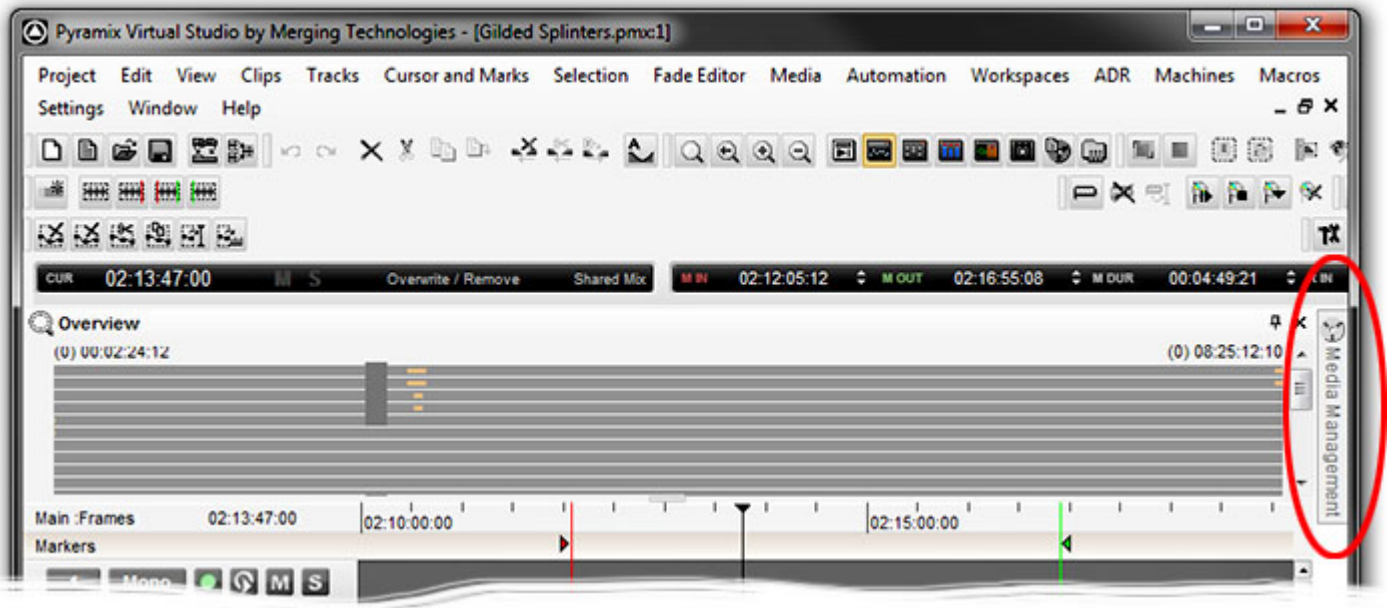 Pyramix Virtual Studio by Merging Technologies - [Gilded Splinters.pmx:1]
Project Edit View Clips Tracks Cursor and Marks Selection Fade Editor Media Automation Workspaces ADR Machines Macros
Settings Window Help
CUR 02:13:47:00 M S Overwrite / Remove Shared Mix M IN 02:12:05:12 M OUT 02:16:55:08 M DUR 00:04:49:21 IN
Overview
(0) 00:02:24:12 (0) 08:25:12:10
Media Management
Main :Frames 02:13:47:00 02:10:00:00 02:15:00:00
Markers
Mono M S